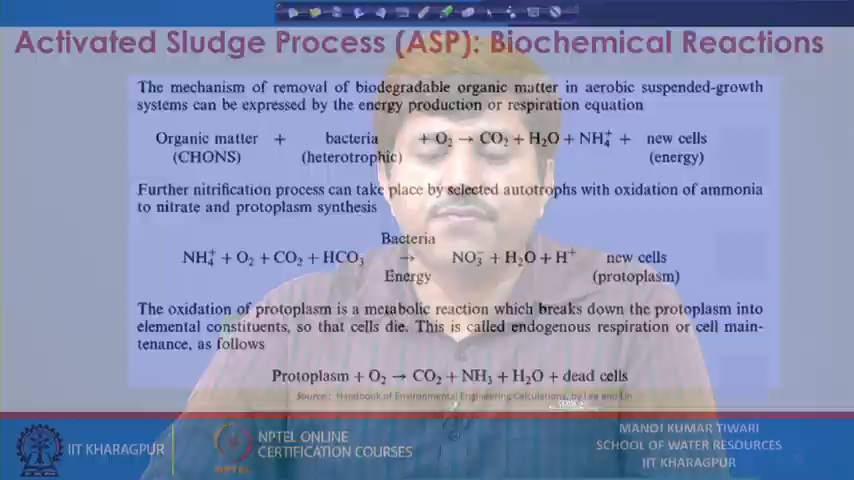 Activated Sludge Process (ASP): Biochemical Reactions
The mechanism of removal of biodegradable organic matter in aerobic suspended-growth
systems can be expressed by the energy production or respiration equation
Organic matter + bacteria + O₂ → CO₂ + H₂O + NH₄⁺ + new cells
(CHONS) (heterotrophic) (energy)
Further nitrification process can take place by selected autotrophs with oxidation of ammonia
to nitrate and protoplasm synthesis
Bacteria
NH₄⁺ + O₂ + CO₂ + HCO₃ → NO₃⁻ + H₂O + H⁺ new cells
Energy (protoplasm)
The oxidation of protoplasm is a metabolic reaction which breaks down the protoplasm into
elemental constituents, so that cells die. This is called endogenous respiration or cell main-
tenance, as follows
Protoplasm + O₂ → CO₂ + NH₃ + H₂O + dead cells
Source : Handbook of Environmental Engineering Calculations, by Lee and Lin
IIT KHARAGPUR
NPTEL
NPTEL ONLINE
CERTIFICATION COURSES
MANOJ KUMAR TIWARI
SCHOOL OF WATER RESOURCES
IIT KHARAGPUR